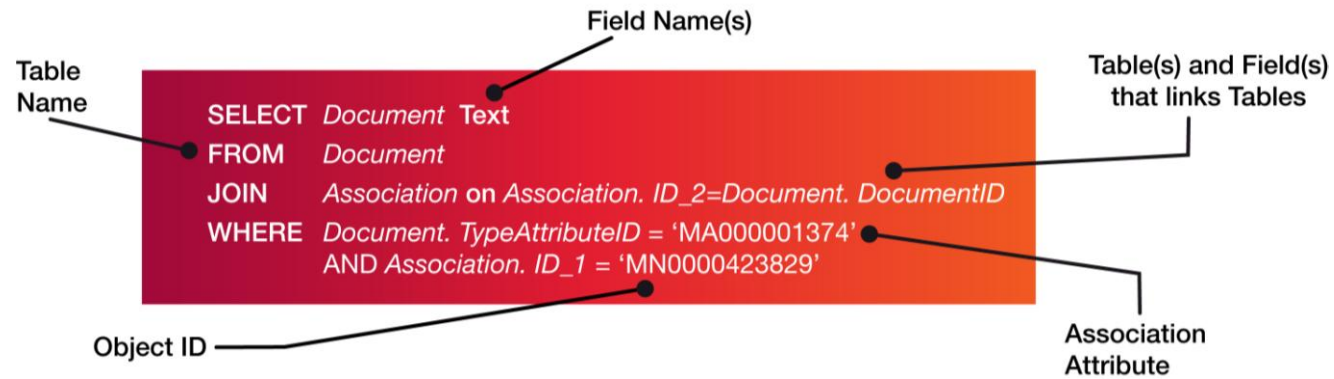 Field Name(s)
Table
Name
Table(s) and Field(s)
that links Tables
SELECT Document Text
FROM Document
JOIN Association on Association. ID_2=Document. DocumentID
WHERE Document. TypeAttributeID = ‘MA000001374’
AND Association. ID_1 = ‘MN0000423829’
Object ID
Association
Attribute